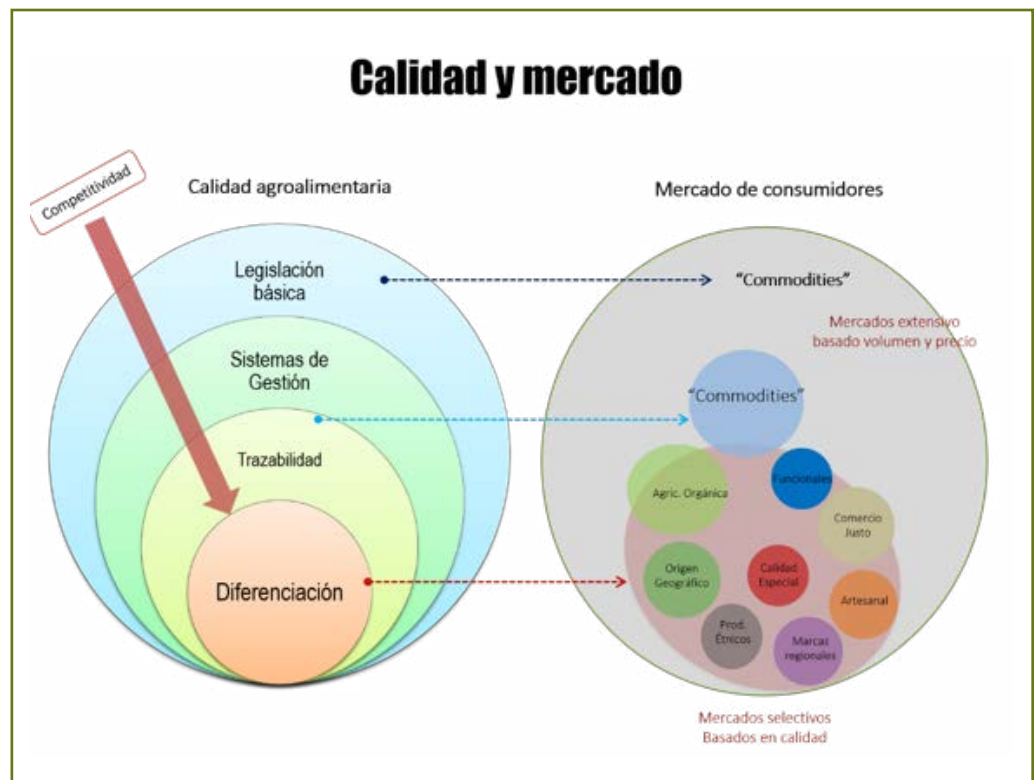 Calidad y mercado
Competitividad
Calidad agroalimentaria
Legislación
básica
Sistemas de
Gestión
Trazabilidad
Diferenciación
Mercado de consumidores
“Commodities”
Mercados extensivo
basado volumen y precio
“Commodities”
Agric. Orgánica
Funcionales
Comercio
Justo
Origen
Geográfico
Calidad
Especial
Artesanal
Prod.
Étnicos
Marcas
regionales
Mercados selectivos
Basados en calidad